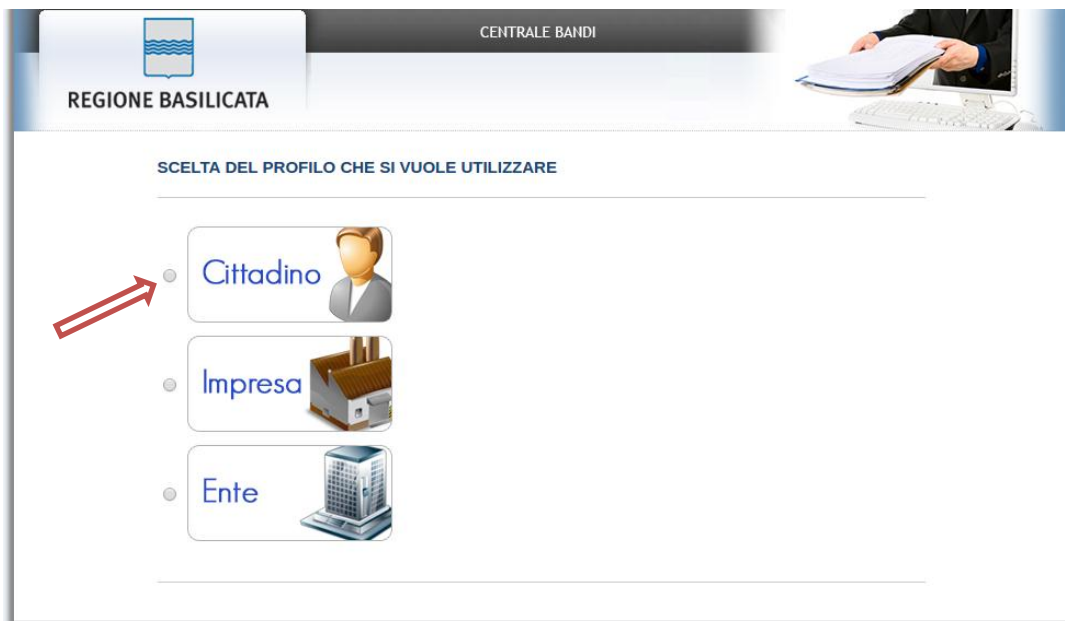 CENTRALE BANDI
REGIONE BASILICATA
SCELTA DEL PROFILO CHE SI VUOLE UTILIZZARE
Cittadino
Impresa
Ente